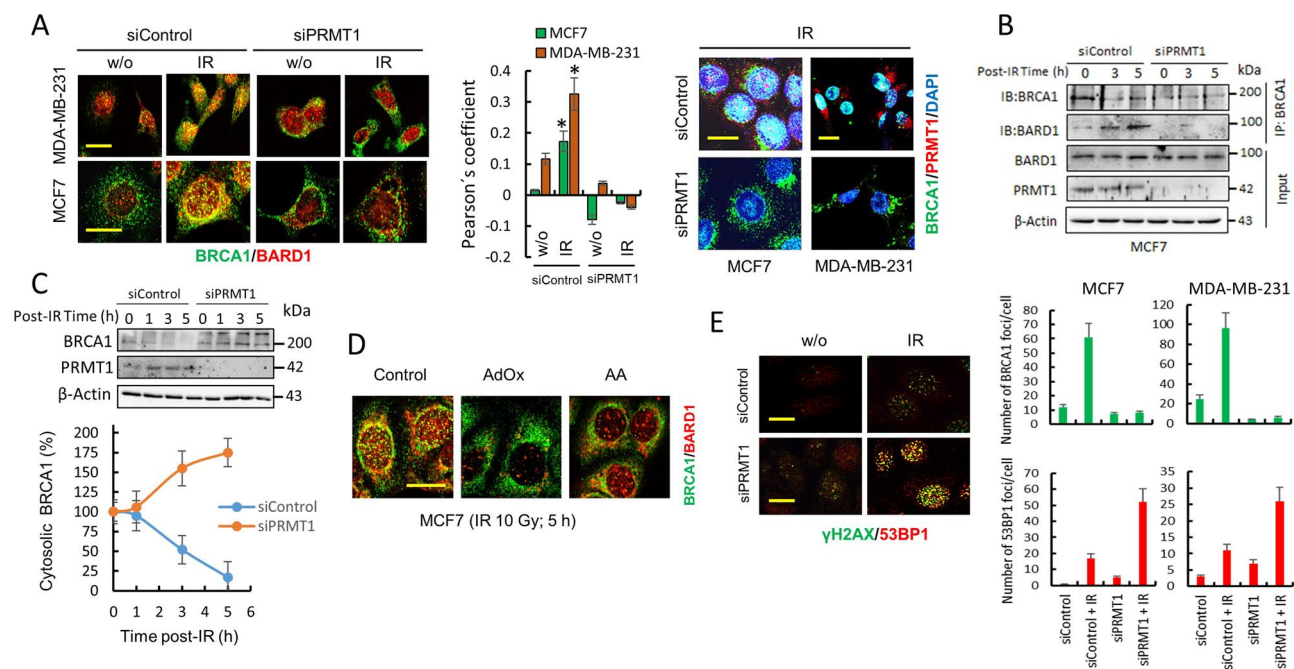 A
siControl
siPRMT1
w/o
IR
w/o
IR
MDA-MB-231
MCF7
BRCA1/BARD1
MCF7
MDA-MB-231
Pearson´s coefficient
0.4
0.3
0.2
0.1
0
-0.1
-0.2
*
*
w/o
IR
w/o
IR
siControl
siPRMT1
IR
siControl
siPRMT1
MCF7
MDA-MB-231
BRCA1/PRMT1/DAPI
B
siControl
siPRMT1
Post-IR Time (h)
0 3 5 0 3 5
kDa
IB:BRCA1
200
IB:BARD1
100
IP: BRCA1
BARD1
100
PRMT1
42
β-Actin
43
Input
MCF7
C
siControl
siPRMT1
Post-IR Time (h)
0 1 3 5 0 1 3 5
kDa
BRCA1
200
PRMT1
42
β-Actin
43
Cytosolic BRCA1 (%)
200
175
150
125
100
75
50
25
0
siControl
siPRMT1
0 1 2 3 4 5 6
Time post-IR (h)
D
Control
AdOx
AA
BRCA1/BARD1
MCF7 (IR 10 Gy; 5 h)
E
w/o
IR
siControl
siPRMT1
γH2AX/53BP1
MCF7
MDA-MB-231
Number of BRCA1 foci/cell
80
70
60
50
40
30
20
10
0
120
100
80
60
40
20
0
Number of 53BP1 foci/cell
70
60
50
40
30
20
10
0
35
30
25
20
15
10
5
0
siControl
siControl + IR
siPRMT1
siPRMT1 + IR
siControl
siControl + IR
siPRMT1
siPRMT1 + IR